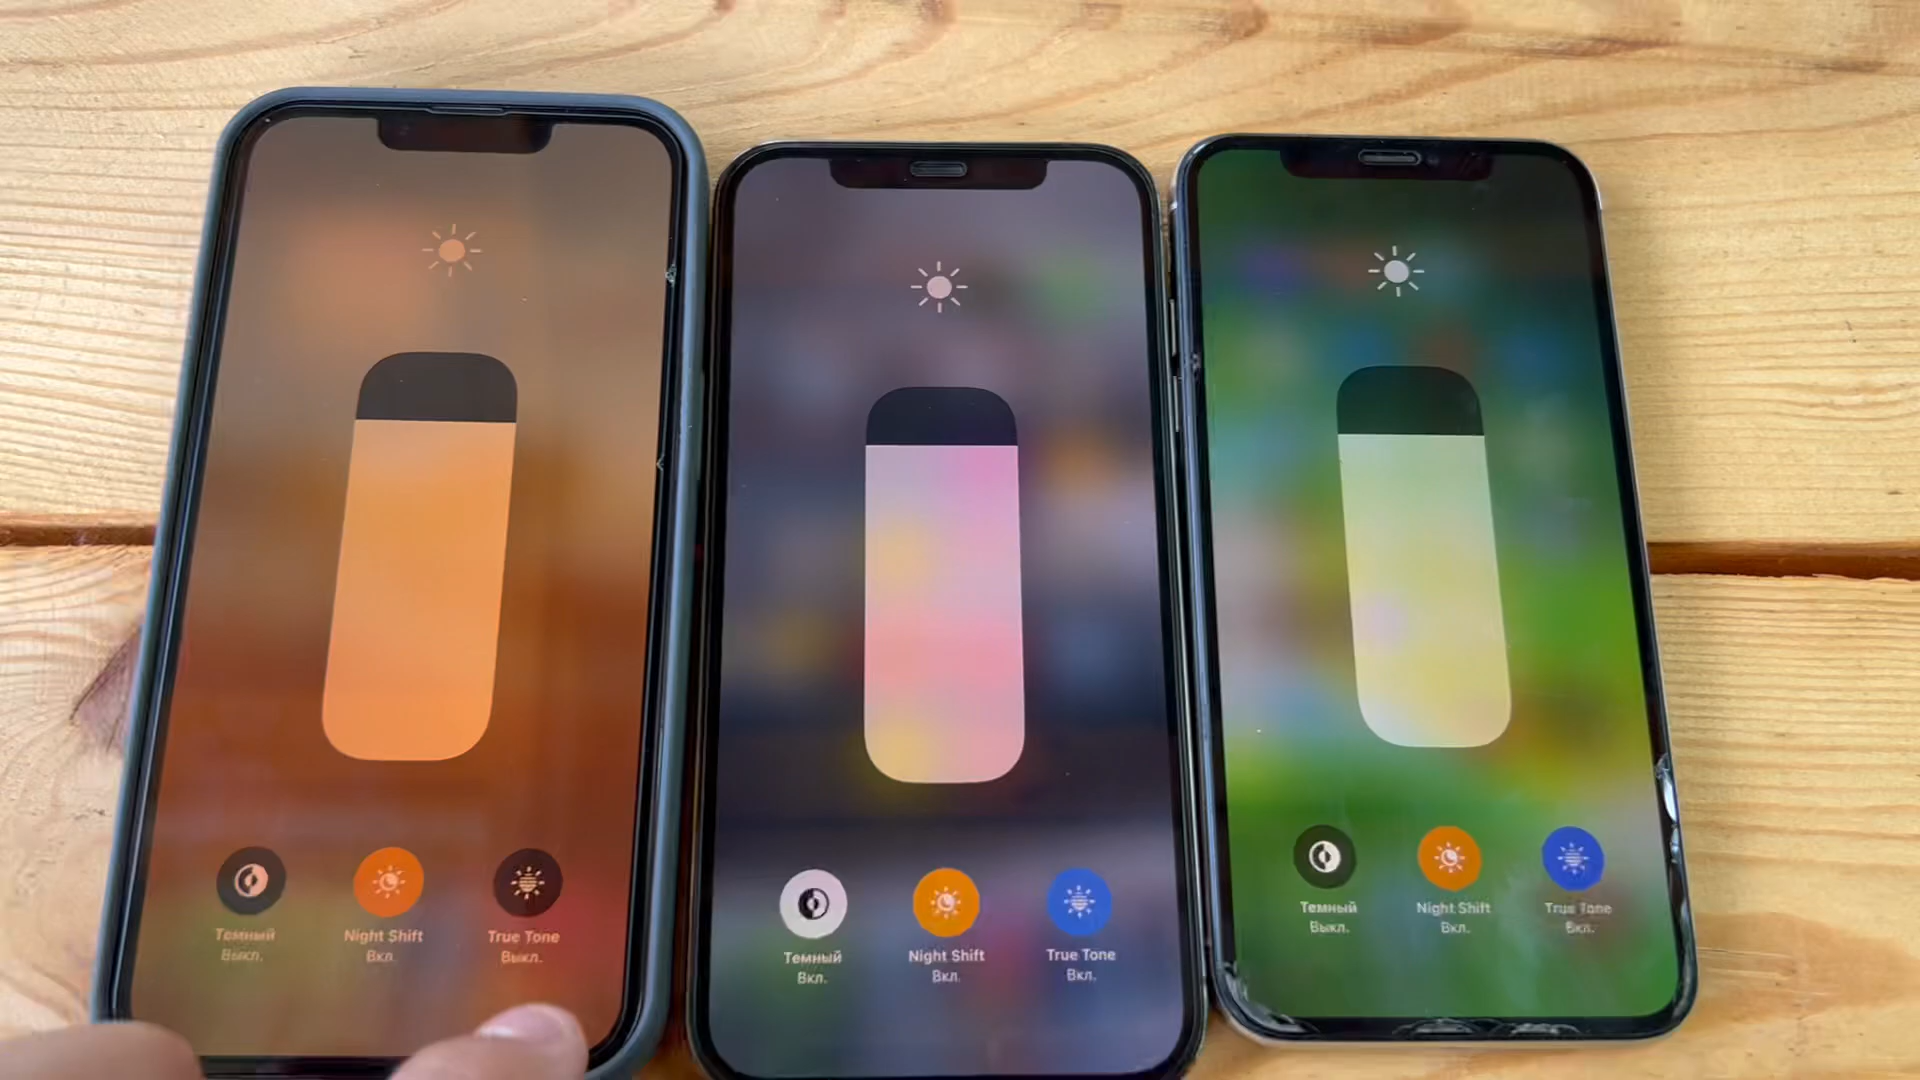 Темный
Выкл.
Night Shift
Вкл.
True Tone
Выкл.
Темный
Вкл.
Night Shift
Вкл.
True Tone
Вкл.
Темный
Выкл.
Night Shift
Вкл.
True Tone
Вкл.